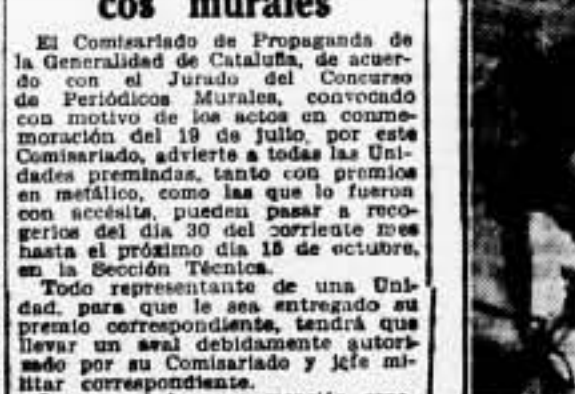 cos murales
El Comisariado de Propaganda de
la Generalidad de Cataluña, de acuer-
do con el Jurado del Concurso
de Periódicos Murales, convocado
con motivo de los actos en conme-
moración del 19 de julio, por este
Comisariado, advierte a todas las Uni-
dades premiadas, tanto con premios
en metálico, como las que lo fueron
con accésits, pueden pasar a reco-
gerlos del día 30 del corriente mes
hasta el próximo día 15 de octubre,
en la Sección Técnica.
Todo representante de una Uni-
dad, para que le sea entregado su
premio correspondiente, tendrá que
llevar un aval debidamente autori-
zado por su Comisariado y jefe mi-
litar correspondiente.